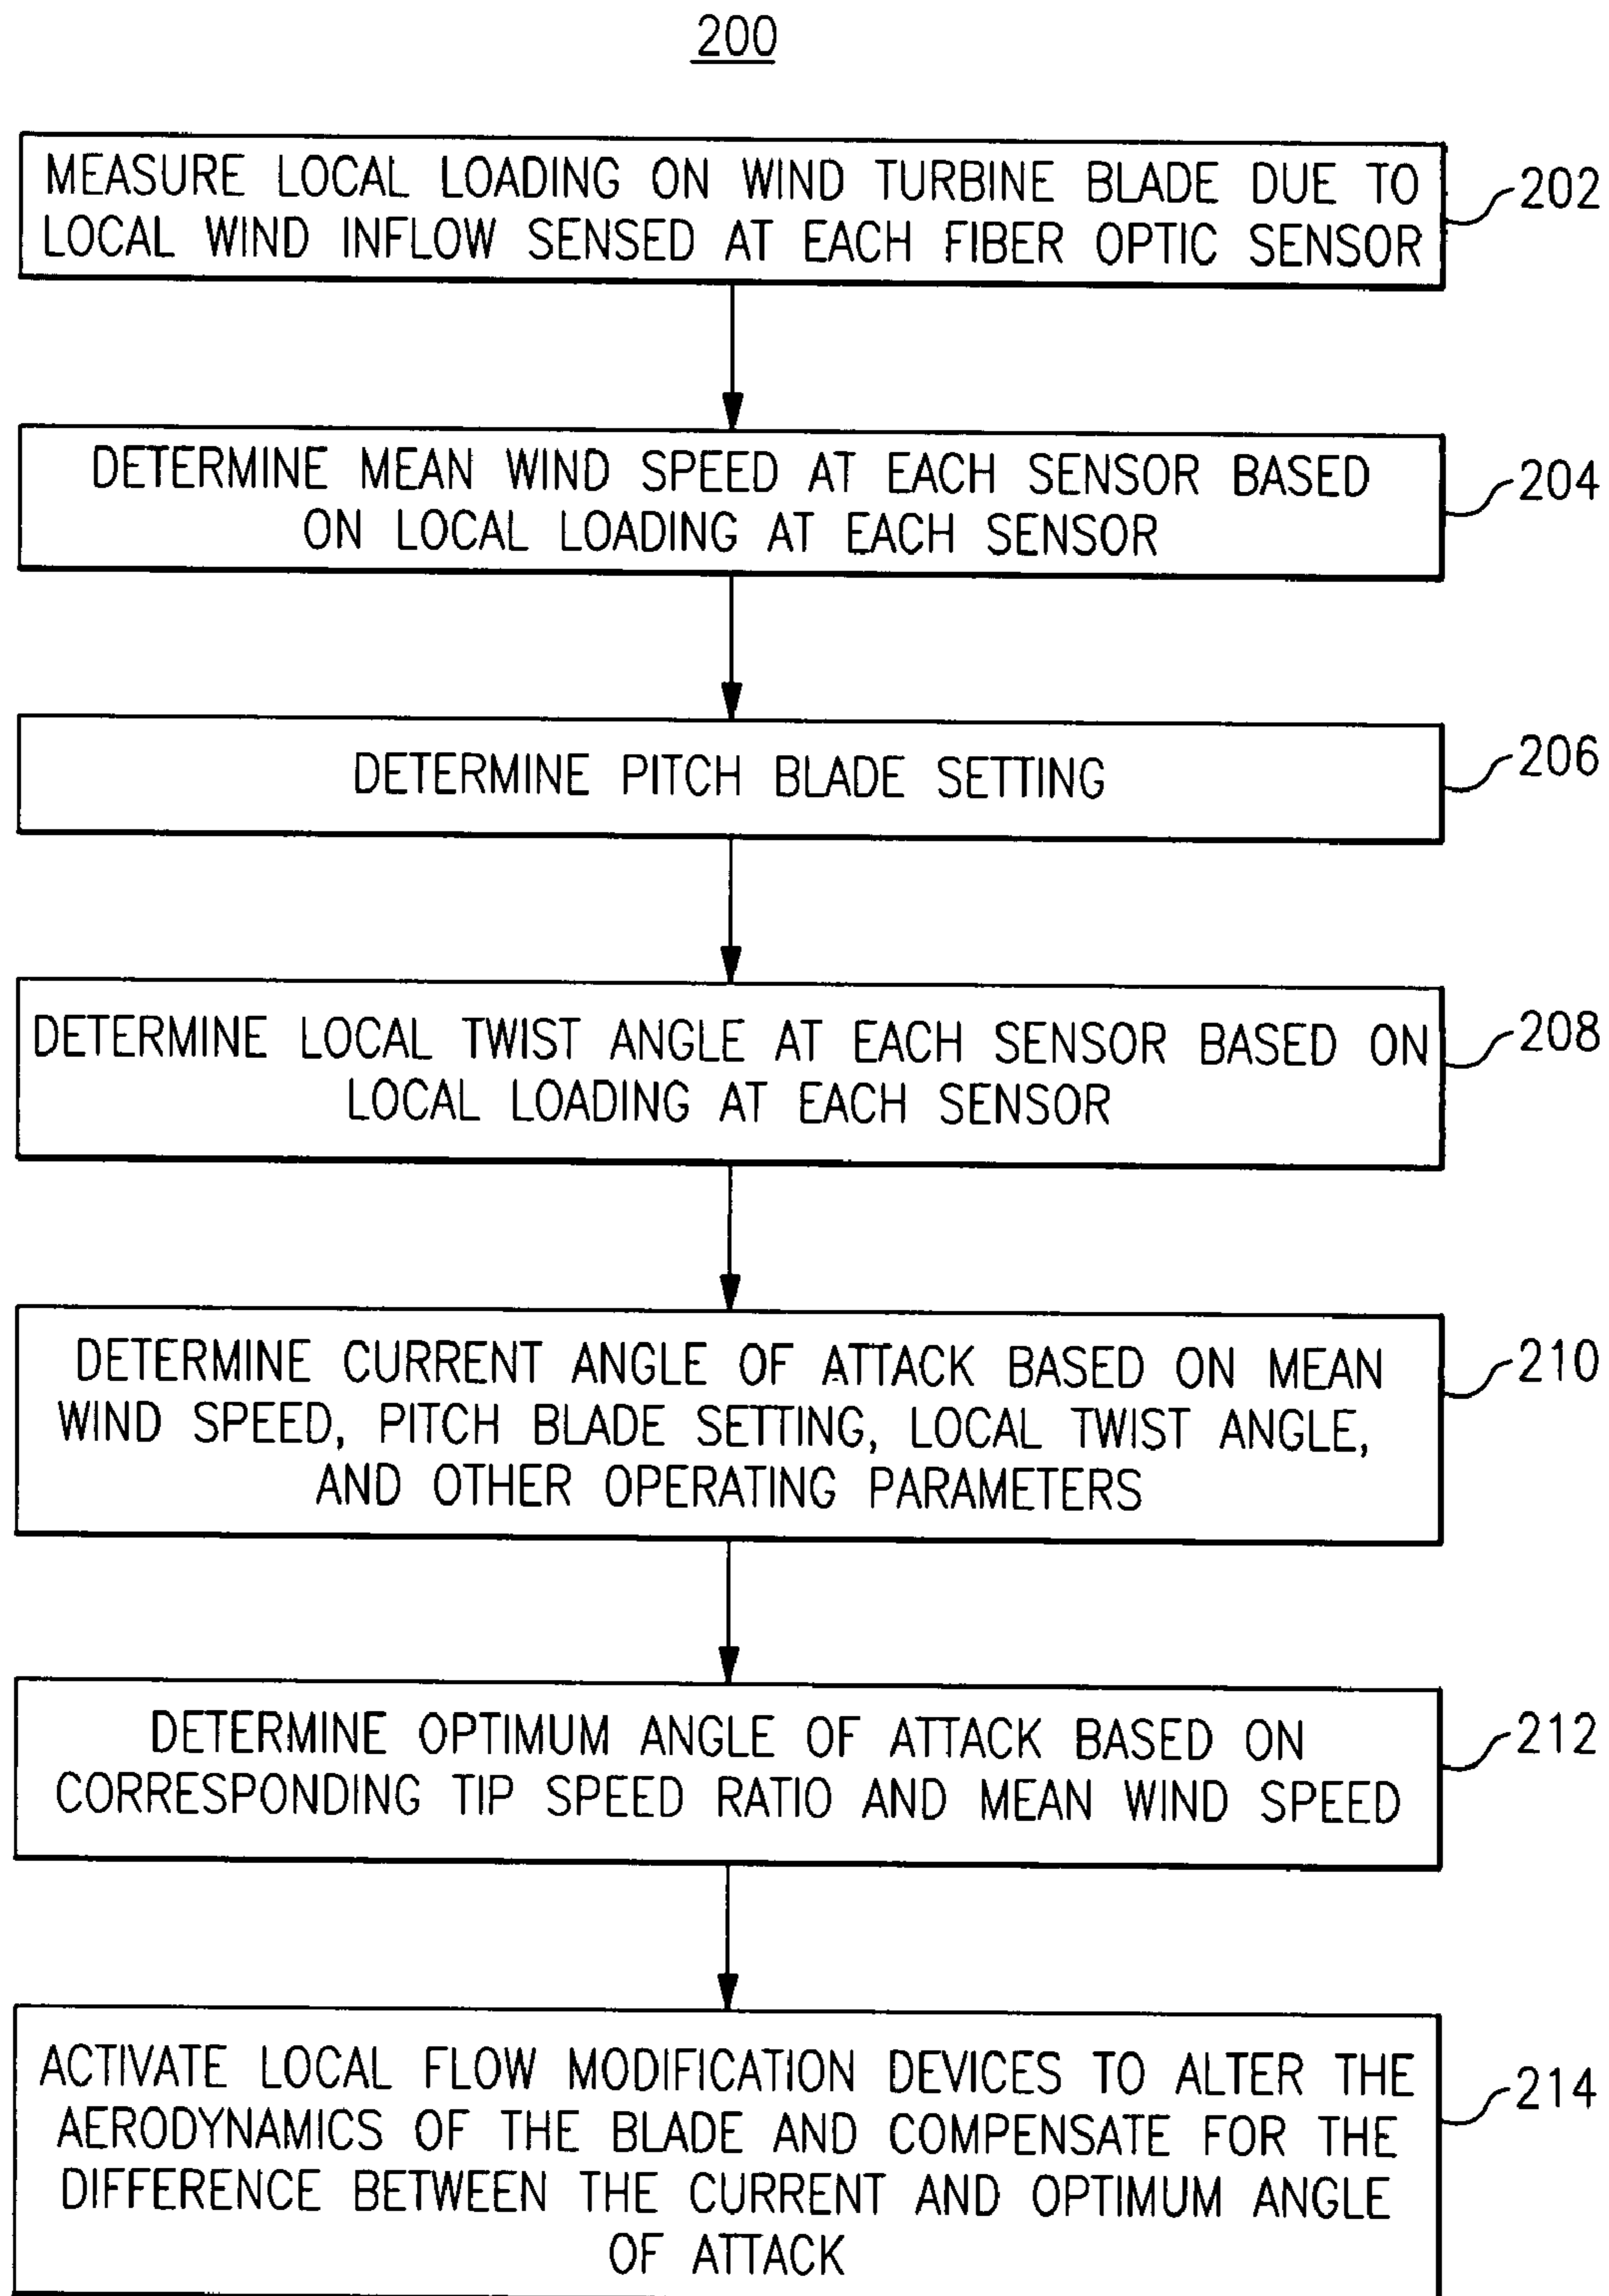 200
MEASURE LOCAL LOADING ON WIND TURBINE BLADE DUE TO
LOCAL WIND INFLOW SENSED AT EACH FIBER OPTIC SENSOR
202
DETERMINE MEAN WIND SPEED AT EACH SENSOR BASED
ON LOCAL LOADING AT EACH SENSOR
204
DETERMINE PITCH BLADE SETTING
206
DETERMINE LOCAL TWIST ANGLE AT EACH SENSOR BASED ON
LOCAL LOADING AT EACH SENSOR
208
DETERMINE CURRENT ANGLE OF ATTACK BASED ON MEAN
WIND SPEED, PITCH BLADE SETTING, LOCAL TWIST ANGLE,
AND OTHER OPERATING PARAMETERS
210
DETERMINE OPTIMUM ANGLE OF ATTACK BASED ON
CORRESPONDING TIP SPEED RATIO AND MEAN WIND SPEED
212
ACTIVATE LOCAL FLOW MODIFICATION DEVICES TO ALTER THE
AERODYNAMICS OF THE BLADE AND COMPENSATE FOR THE
DIFFERENCE BETWEEN THE CURRENT AND OPTIMUM ANGLE
OF ATTACK
214